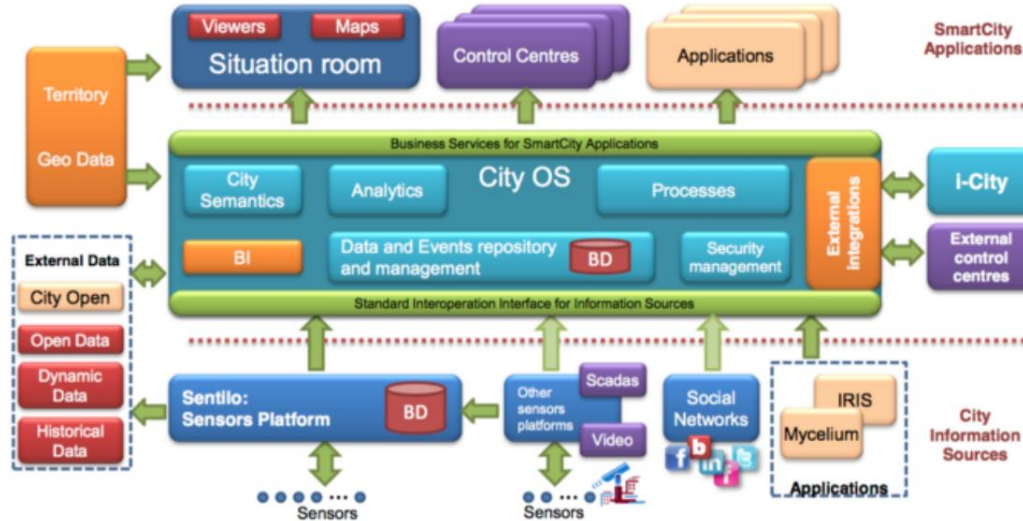 Viewers
Maps
Situation room
Control Centres
Applications
SmartCity
Applications
Territory
Geo Data
Business Services for SmartCity Applications
City OS
City
Semantics
Analytics
Processes
External
integrations
i-City
BI
Data and Events repository
and management
BD
Security
management
External
control
centres
Standard Interoperation Interface for Information Sources
External Data
City Open
Open Data
Dynamic
Data
Historical
Data
Sentilo:
Sensors Platform
BD
Other
sensors
platforms
Scadas
Video
Social
Networks
f
b
in
t
f
IRIS
Mycelium
Applications
City
Information
Sources
Sensors
Sensors